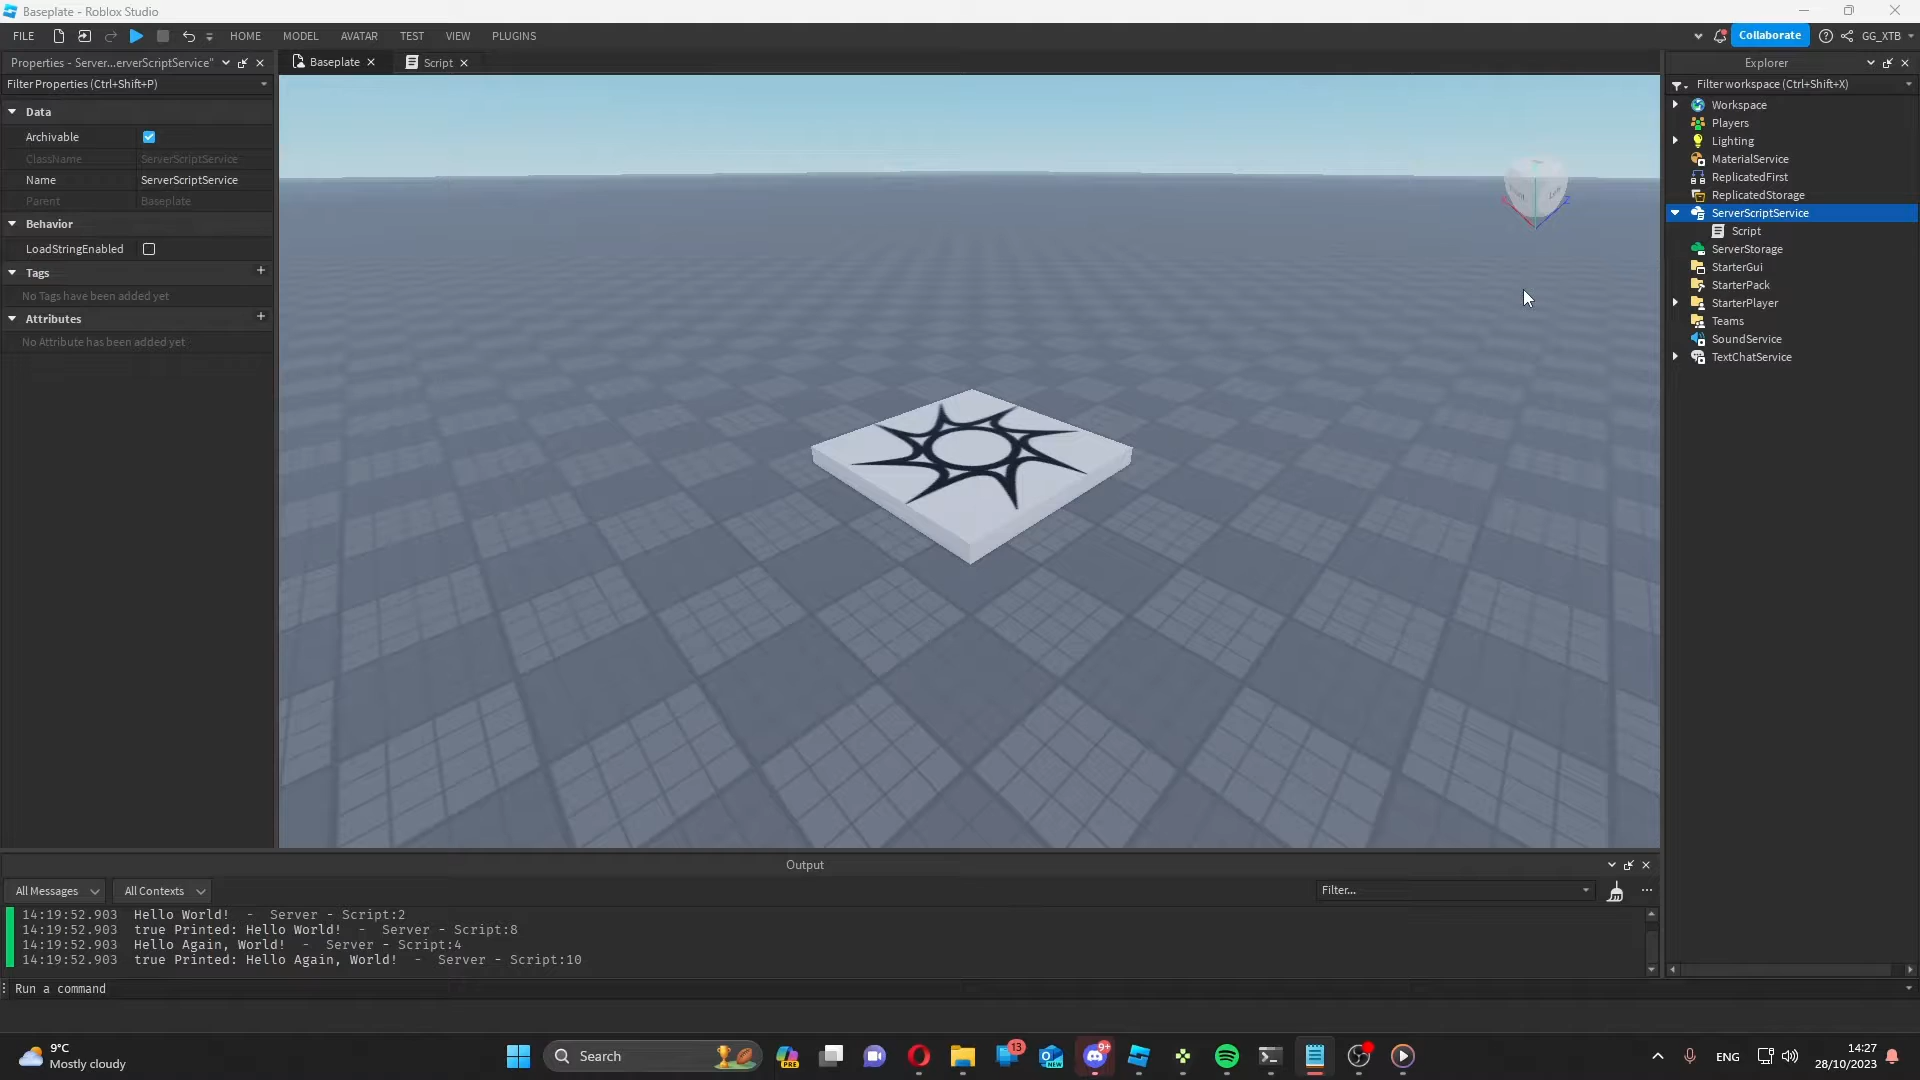 Baseplate - Roblox Studio
FILE
HOME
MODEL
AVATAR
TEST
VIEW
PLUGINS
Collaborate
GG_XTB
Properties - Server...erverScriptService"
Filter Properties (Ctrl+Shift+P)
Data
Archivable
ClassName ServerScriptService
Name ServerScriptService
Parent Baseplate
Behavior
LoadStringEnabled
Tags
No Tags have been added yet
Attributes
No Attribute has been added yet
Baseplate
Script
Explorer
Filter workspace (Ctrl+Shift+X)
Workspace
Players
Lighting
MaterialService
ReplicatedFirst
ReplicatedStorage
ServerScriptService
Script
ServerStorage
StarterGui
StarterPack
StarterPlayer
Teams
SoundService
TextChatService
Output
All Messages
All Contexts
Filter...
14:19:52.903 Hello World! - Server - Script:2
14:19:52.903 true Printed: Hello World! - Server - Script:8
14:19:52.903 Hello Again, World! - Server - Script:4
14:19:52.903 true Printed: Hello Again, World! - Server - Script:10
Run a command
9°C
Mostly cloudy
Search
PRE
13
NEW
9+
ENG
14:27
28/10/2023